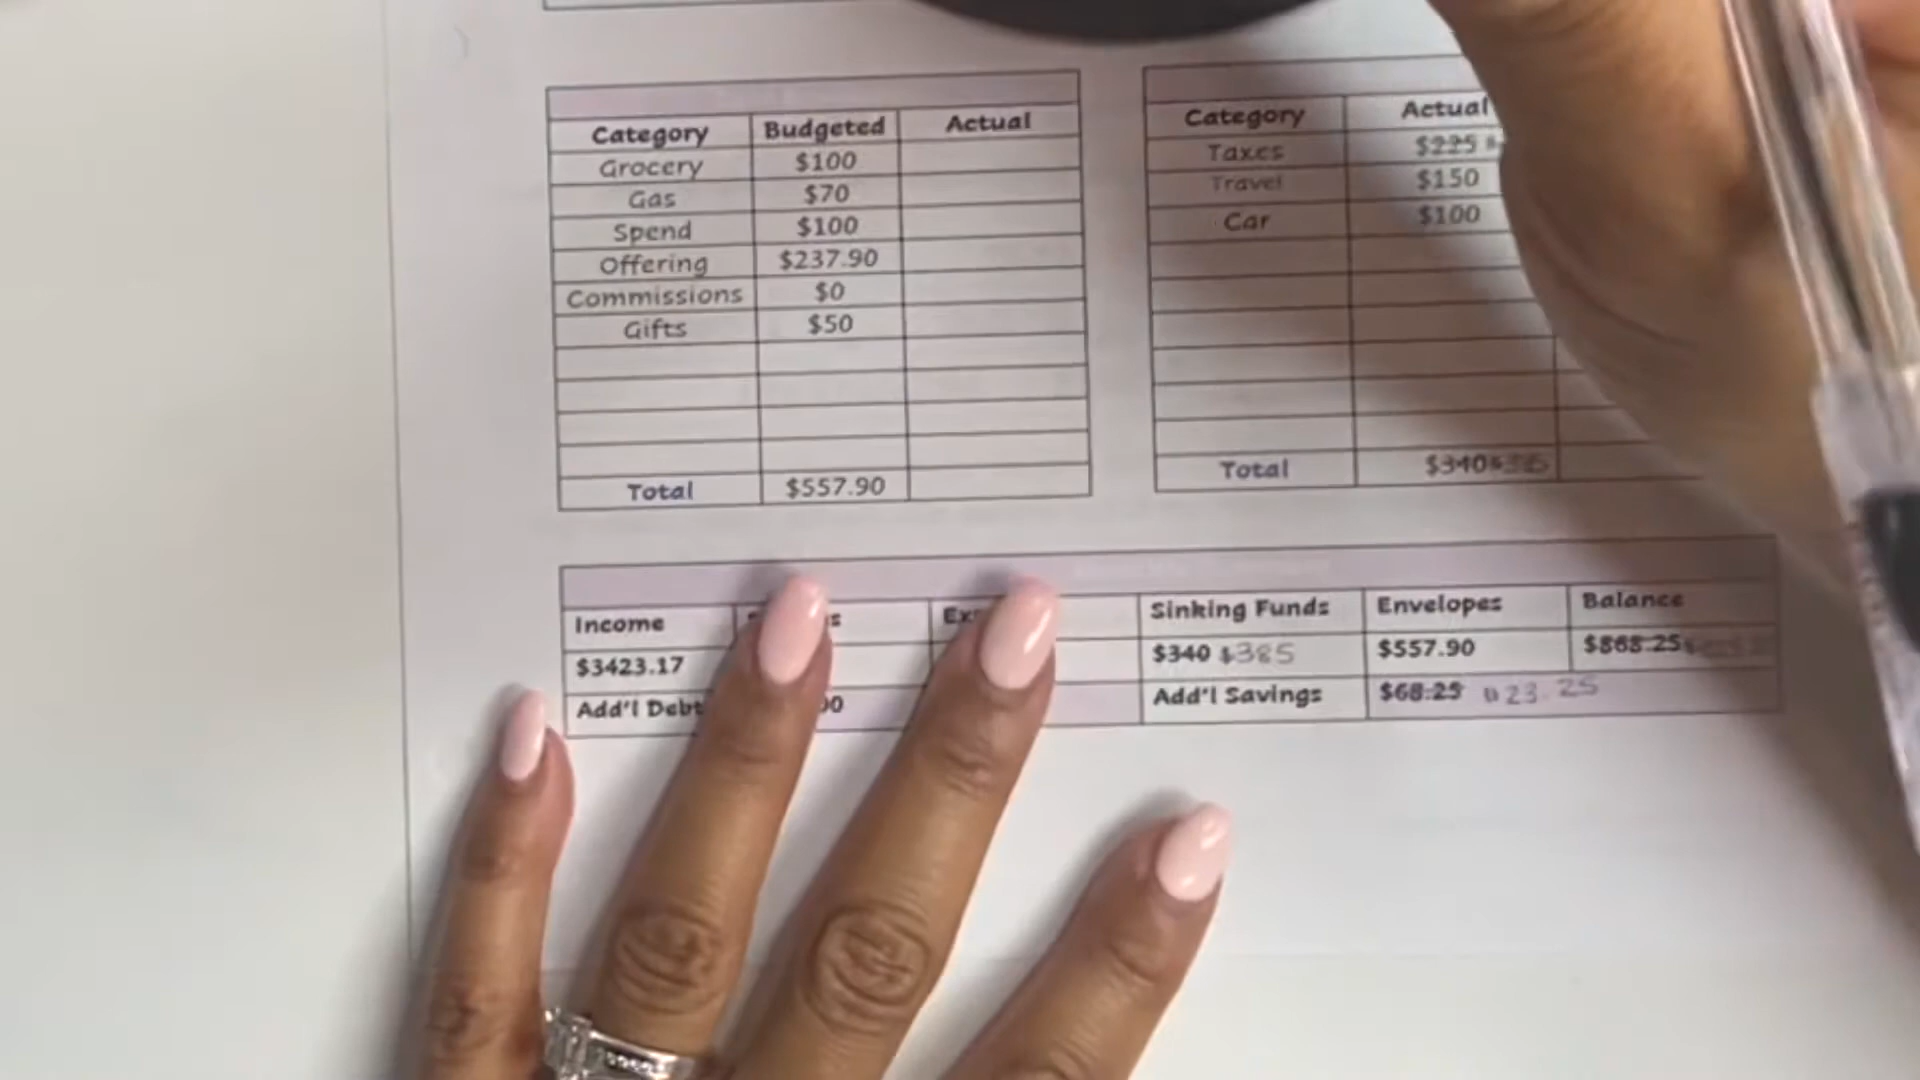 Category Budgeted Actual
Grocery $100
Gas $70
Spend $100
Offering $237.90
Commissions $0
Gifts $50
Total $557.90
Category Actual
Taxes $225
Travel $150
Car $100
Total $340
Income Sinking Funds Envelopes Balance
$3423.17 $340 $385 $557.90 $868.25
Add'l Debt Add'l Savings $68.25 23.25